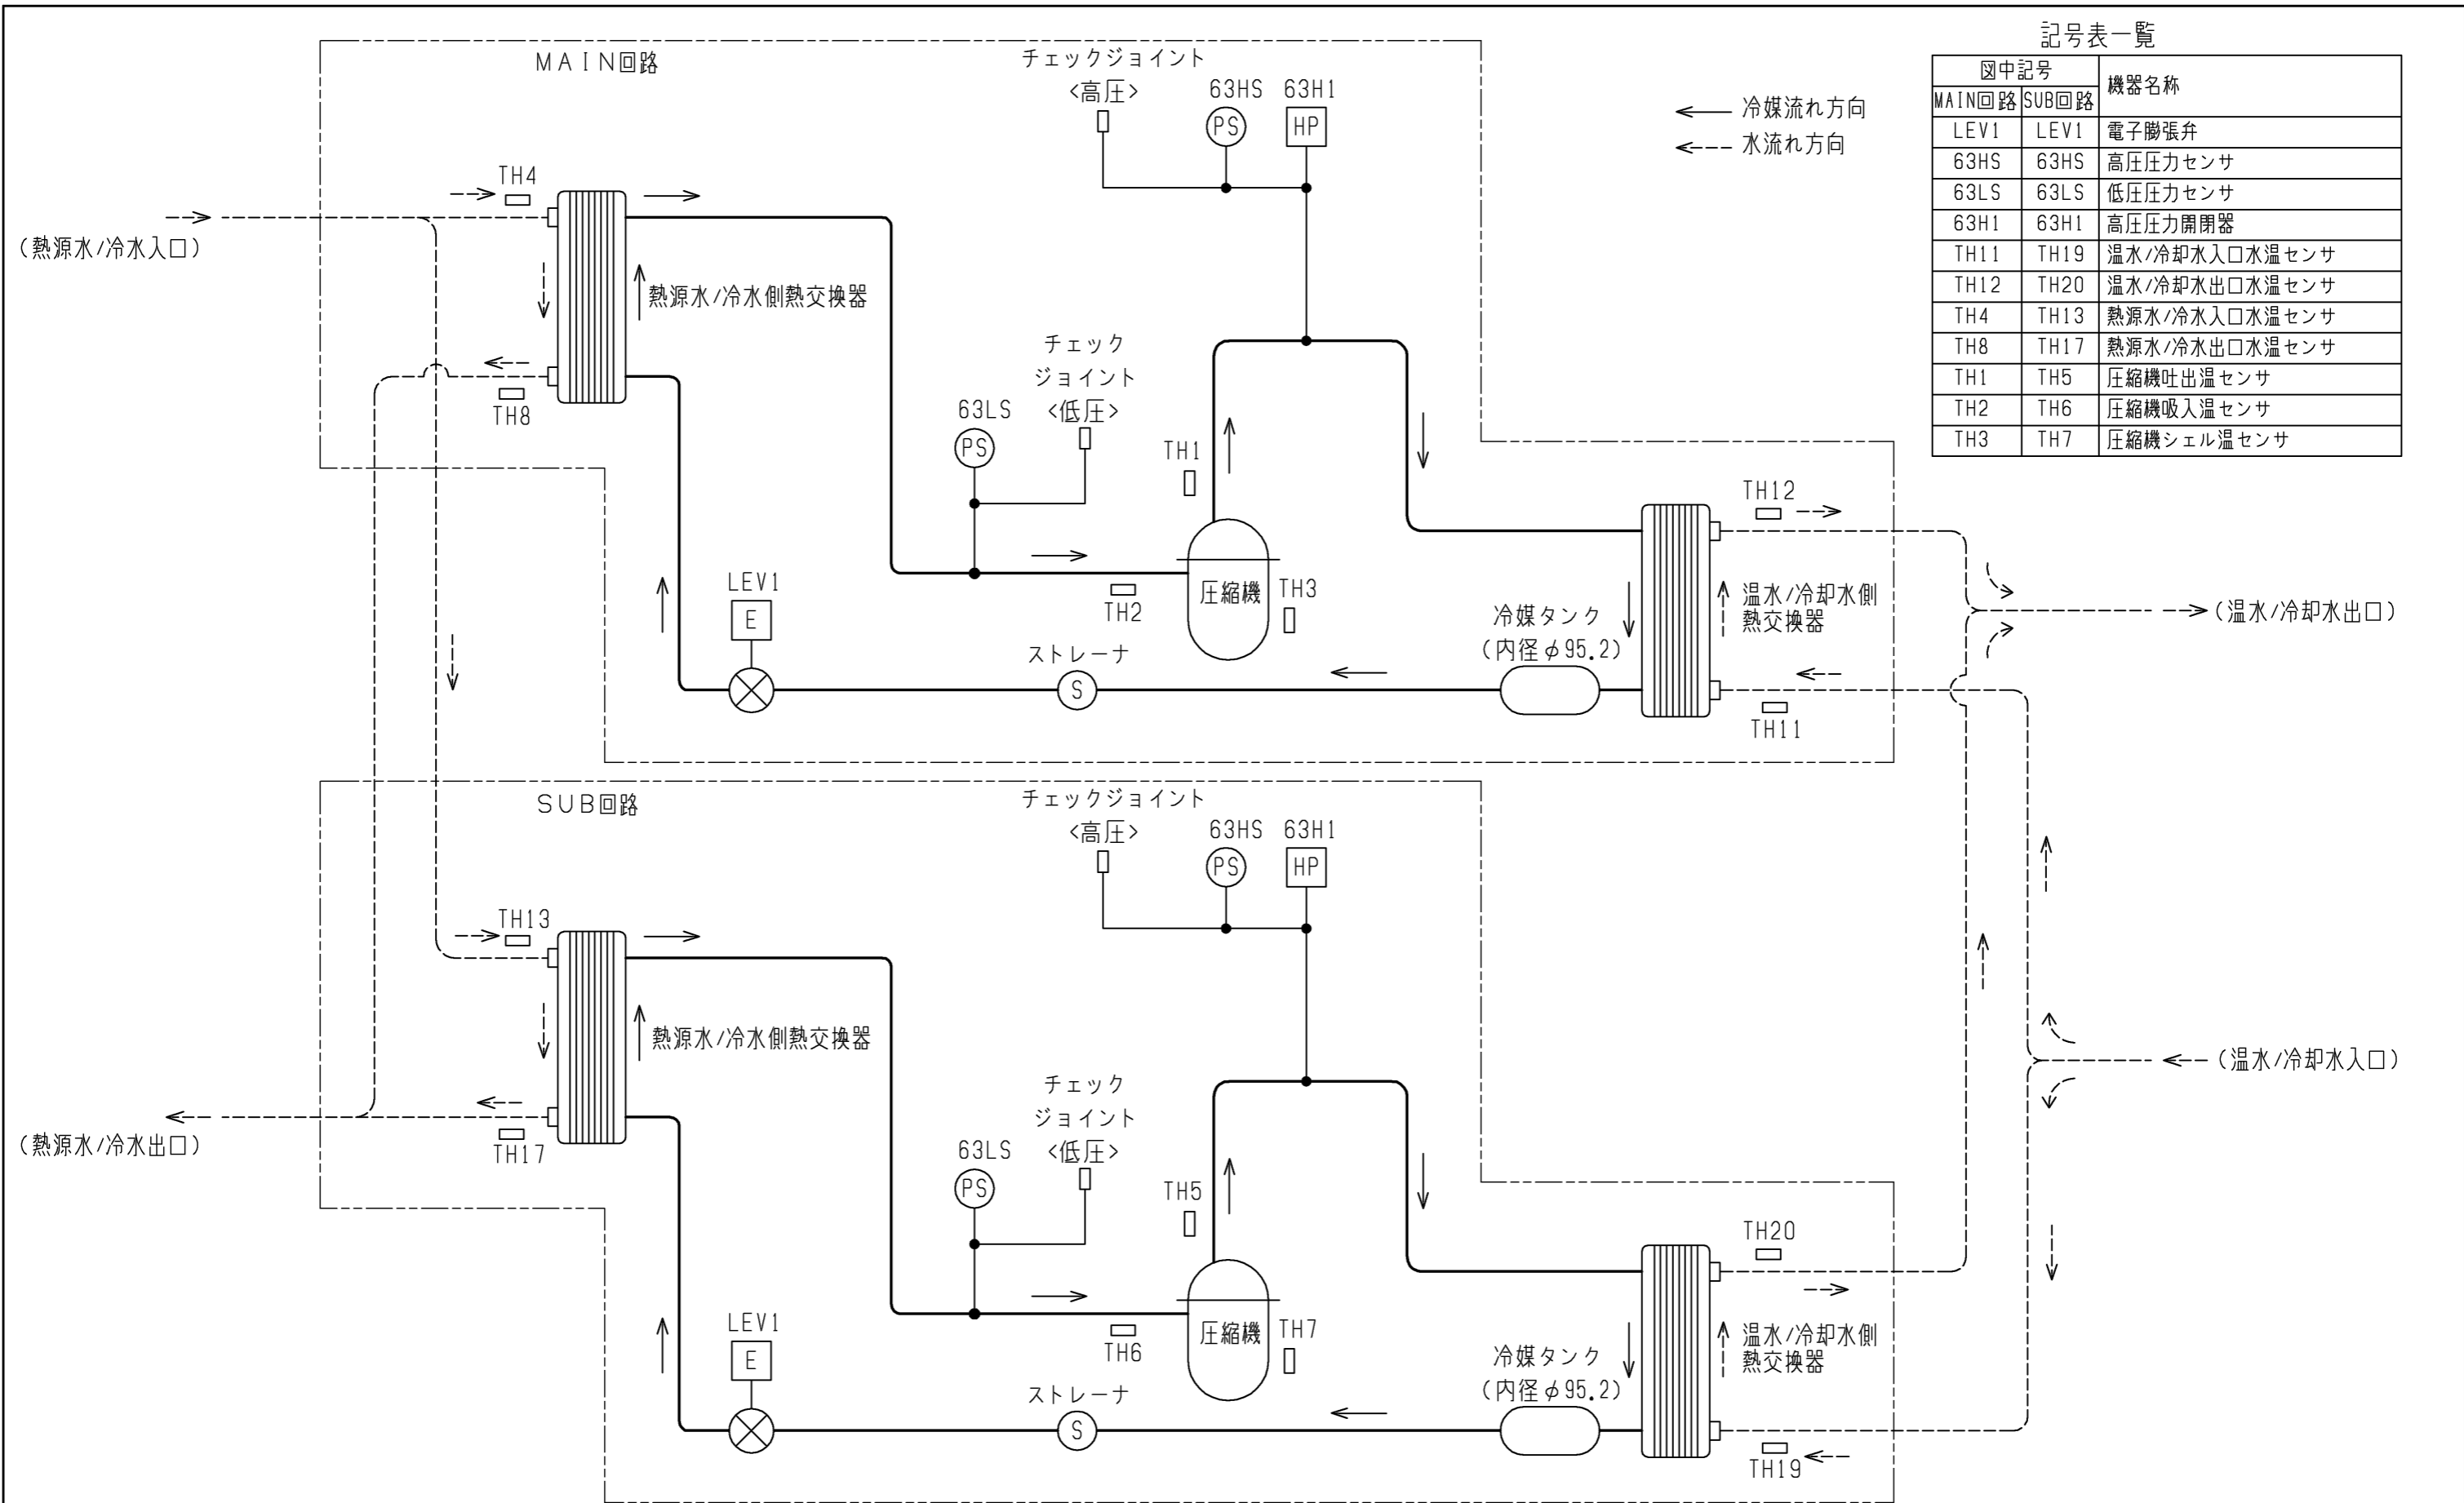 記号表一覧
図中記号 機器名称
MAIN回路 SUB回路
LEV1 LEV1 電子膨張弁
63HS 63HS 高圧圧力センサ
63LS 63LS 低圧圧力センサ
63H1 63H1 高圧圧力開閉器
TH11 TH19 温水/冷却水入口水温センサ
TH12 TH20 温水/冷却水出口水温センサ
TH4 TH13 熱源水/冷水入口水温センサ
TH8 TH17 熱源水/冷水出口水温センサ
TH1 TH5 圧縮機吐出温センサ
TH2 TH6 圧縮機吸入温センサ
TH3 TH7 圧縮機シェル温センサ
冷媒流れ方向
水流れ方向
MAIN回路
チェックジョイント
<高圧>
63HS
PS
63H1
HP
TH4
(熱源水/冷水入口)
熱源水/冷水側熱交換器
TH8
チェック
ジョイント
<低圧>
63LS
PS
TH1
TH2
圧縮機
TH3
LEV1
E
ストレーナ
S
冷媒タンク
(内径φ95.2)
TH12
温水/冷却水側
熱交換器
TH11
(温水/冷却水出口)
SUB回路
チェックジョイント
<高圧>
63HS
PS
63H1
HP
TH13
熱源水/冷水側熱交換器
TH17
(熱源水/冷水出口)
チェック
ジョイント
<低圧>
63LS
PS
TH5
TH6
圧縮機
TH7
LEV1
E
ストレーナ
S
冷媒タンク
(内径φ95.2)
TH20
温水/冷却水側
熱交換器
TH19
(温水/冷却水入口)